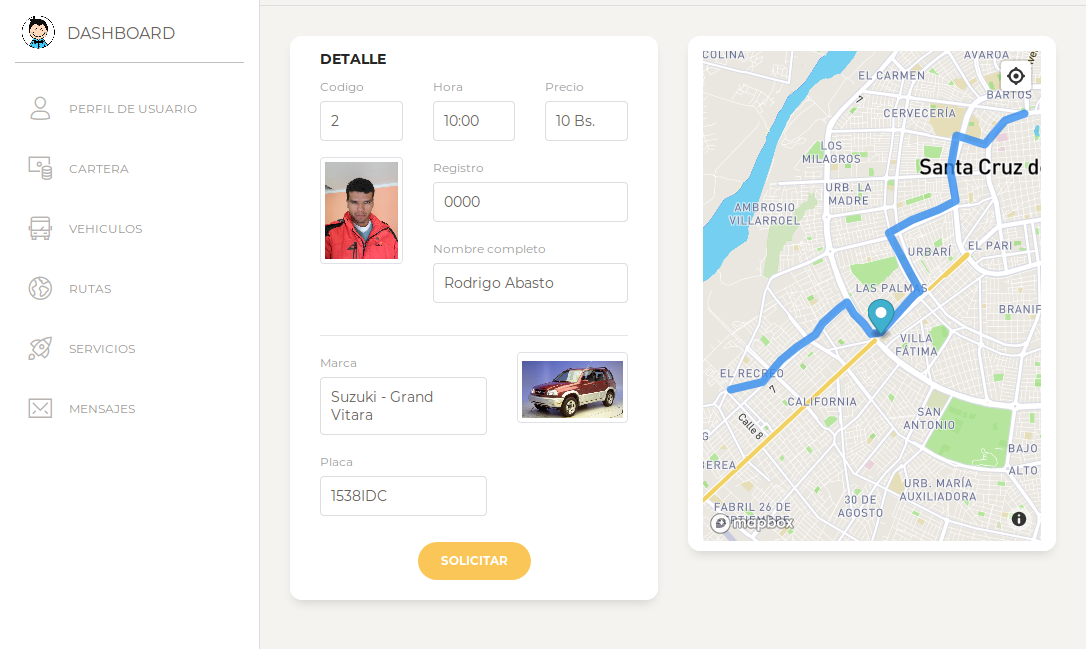 DASHBOARD
PERFIL DE USUARIO
CARTERA
VEHICULOS
RUTAS
SERVICIOS
MENSAJES
DETALLE
Codigo
Hora
Precio
2
10:00
10 Bs.
Registro
0000
Nombre completo
Rodrigo Abasto
Marca
Suzuki - Grand
Vitara
Placa
1538IDC
SOLICITAR
COLINA
AVAROA
EL CARMEN
7
BARTOS
CERVECERÍA
LOS
MILAGROS
Santa Cruz d
URB. LA
MADRE
AMBROSIO
VILLARROEL
URBARÍ
EL PARI
LAS PALMAS
BRANIF
VILLA
FÁTIMA
EL RECREO
7
CALIFORNIA
Calle 8
SAN
ANTONIO
BAJO
ALTO
EREA
URB. MARÍA
AUXILIADORA
30 DE
AGOSTO
FABRIL 26 DE
mapbox